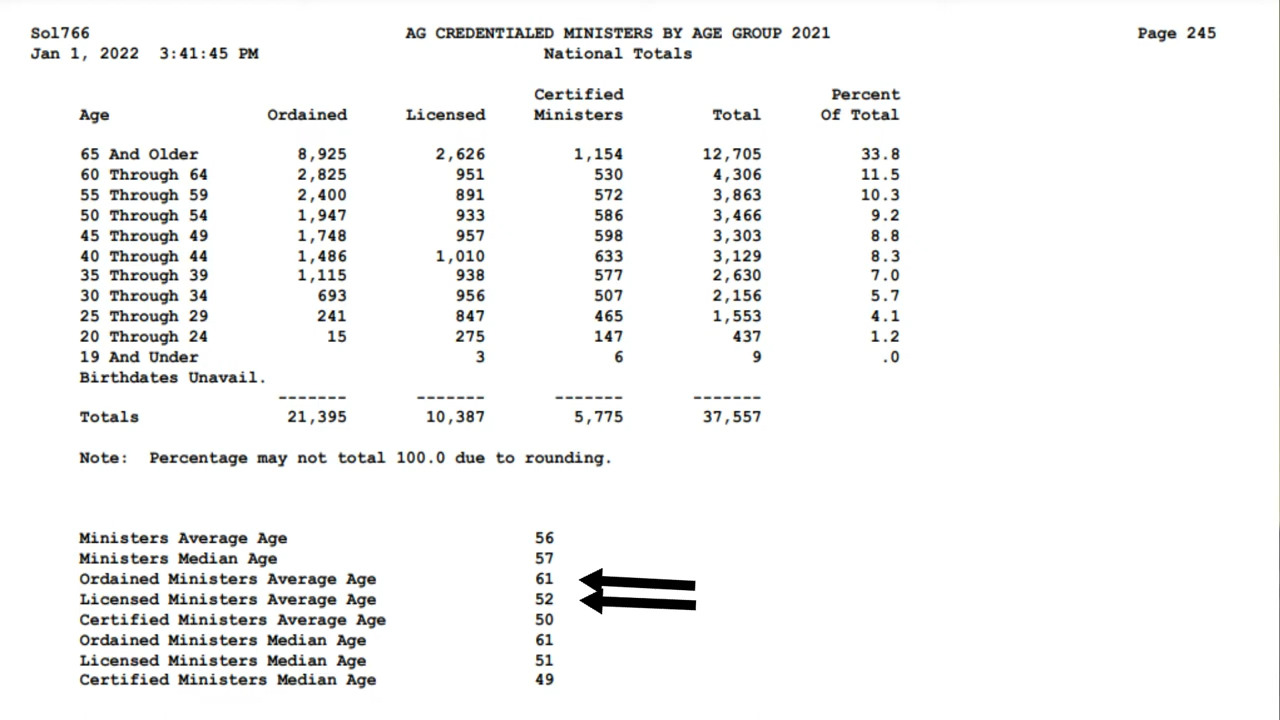 Sol766 AG CREDENTIALED MINISTERS BY AGE GROUP 2021 Page 245
Jan 1, 2022 3:41:45 PM National Totals
Certified Percent
Age Ordained Licensed Ministers Total Of Total
65 And Older 8,925 2,626 1,154 12,705 33.8
60 Through 64 2,825 951 530 4,306 11.5
55 Through 59 2,400 891 572 3,863 10.3
50 Through 54 1,947 933 586 3,466 9.2
45 Through 49 1,748 957 598 3,303 8.8
40 Through 44 1,486 1,010 633 3,129 8.3
35 Through 39 1,115 938 577 2,630 7.0
30 Through 34 693 956 507 2,156 5.7
25 Through 29 241 847 465 1,553 4.1
20 Through 24 15 275 147 437 1.2
19 And Under 3 6 9 .0
Birthdates Unavail.
------- ------- ------- -------
Totals 21,395 10,387 5,775 37,557
Note: Percentage may not total 100.0 due to rounding.
Ministers Average Age 56
Ministers Median Age 57
Ordained Ministers Average Age 61
Licensed Ministers Average Age 52
Certified Ministers Average Age 50
Ordained Ministers Median Age 61
Licensed Ministers Median Age 51
Certified Ministers Median Age 49